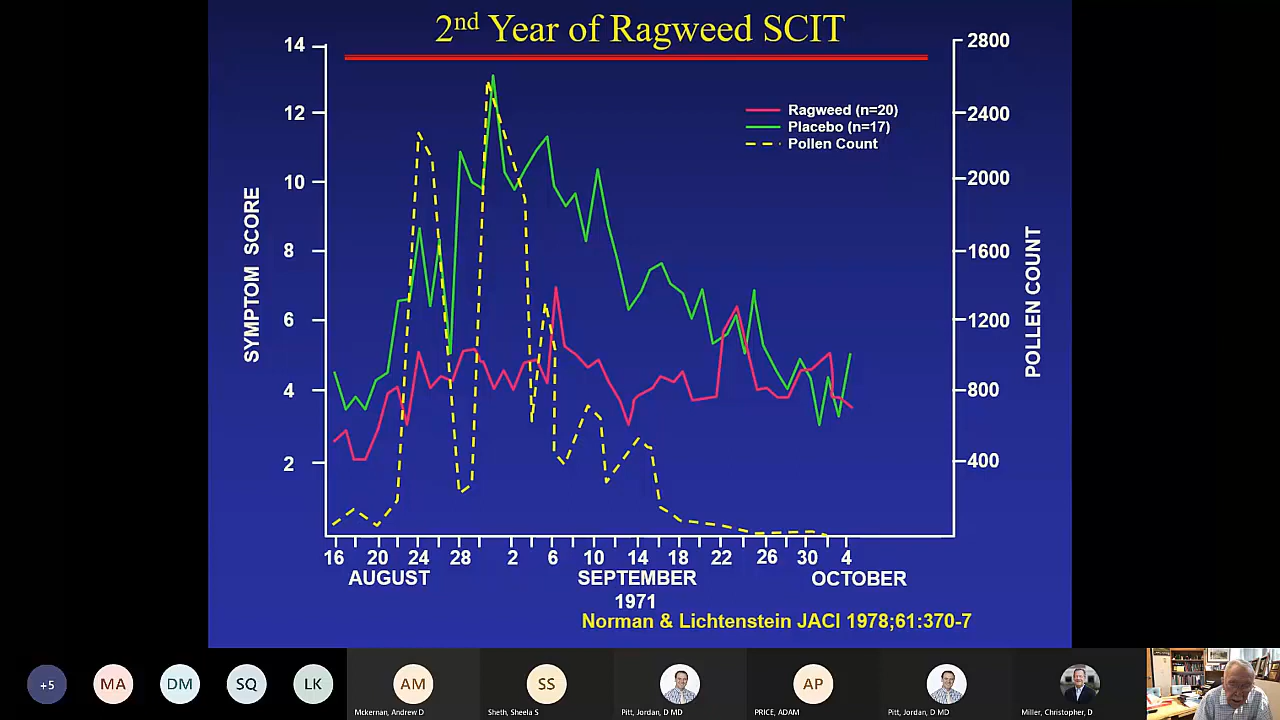 2nd Year of Ragweed SCIT
14
12
10
8
6
4
2
SYMPTOM SCORE
2800
2400
2000
1600
1200
800
400
POLLEN COUNT
Ragweed (n=20)
Placebo (n=17)
Pollen Count
16 20 24 28 2 6 10 14 18 22 26 30 4
AUGUST SEPTEMBER OCTOBER
1971
Norman & Lichtenstein JACI 1978;61:370-7
+5 MA DM SQ LK AM SS AP
Mckernan, Andrew D Sheth, Sheela S Pitt, Jordan, D MD PRICE, ADAM Pitt, Jordan, D MD Miller, Christopher, D